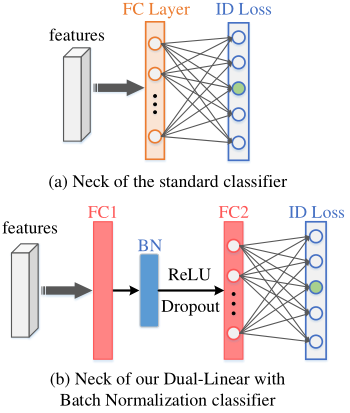 FC Layer
ID Loss
features
(a) Neck of the standard classifier
features
FC1
BN
ReLU
Dropout
FC2
ID Loss
(b) Neck of our Dual-Linear with
Batch Normalization classifier